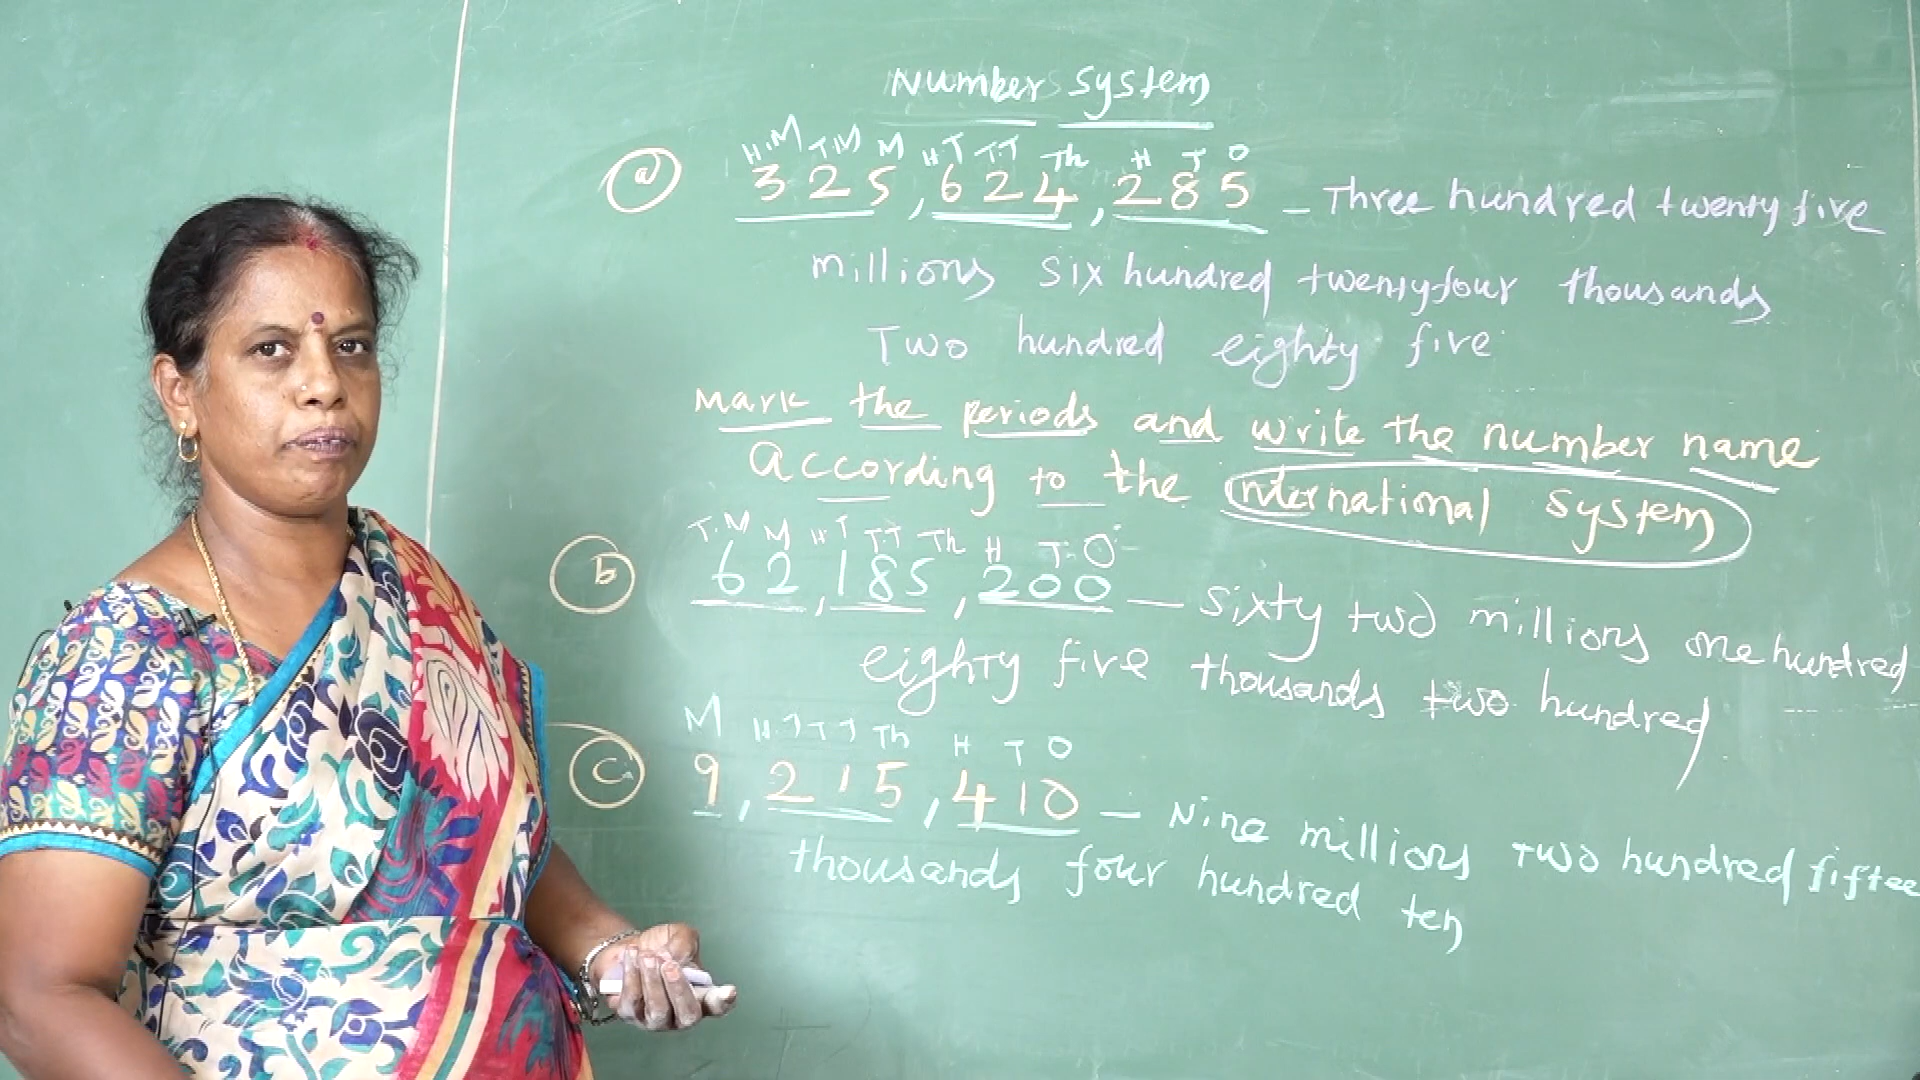 Number System
H.M T.M M H.T T.T Th H T O
a 325,624,285 – Three hundred twenty five
millions six hundred twentyfour thousands
Two hundred eighty five
Mark the periods and write the number name
According to the International system
T.M M H T T.T Th H T O
b 62,185,200 – Sixty two millions one hundred
eighty five thousands two hundred
M H.T T T Th H T O
c 9,215,410 – Nine millions Two hundred fiftee
thousands four hundred ten